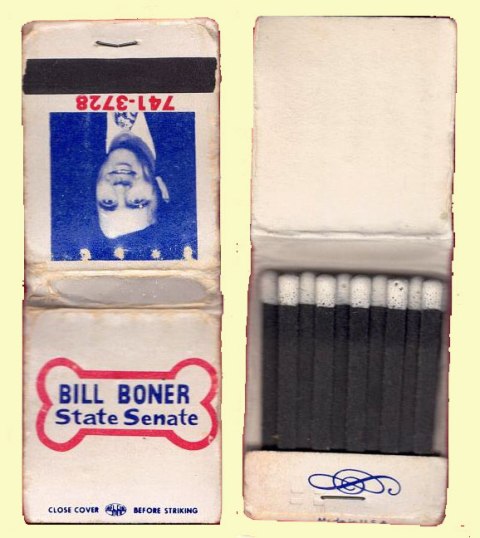 741-3728
BILL BONER
State Senate
CLOSE COVER BEFORE STRIKING